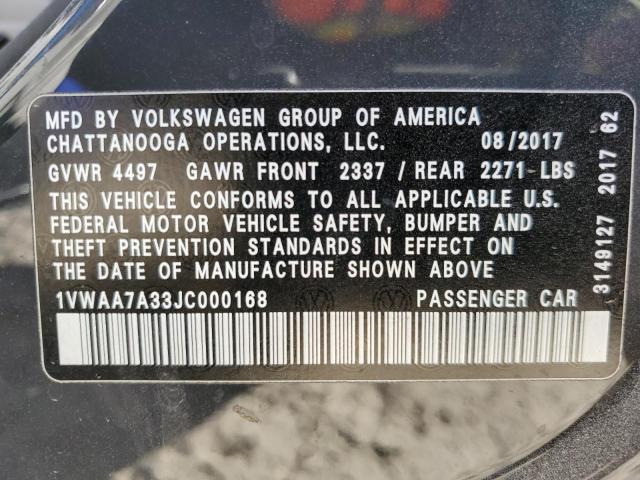 MFD BY VOLKSWAGEN GROUP OF AMERICA
CHATTANOOGA OPERATIONS, LLC. 08/2017
GVWR 4497 GAWR FRONT 2337 / REAR 2271-LBS
THIS VEHICLE CONFORMS TO ALL APPLICABLE U.S.
FEDERAL MOTOR VEHICLE SAFETY, BUMPER AND
THEFT PREVENTION STANDARDS IN EFFECT ON
THE DATE OF MANUFACTURE SHOWN ABOVE
1VWAA7A33JC000168 PASSENGER CAR
3149127 2017 62